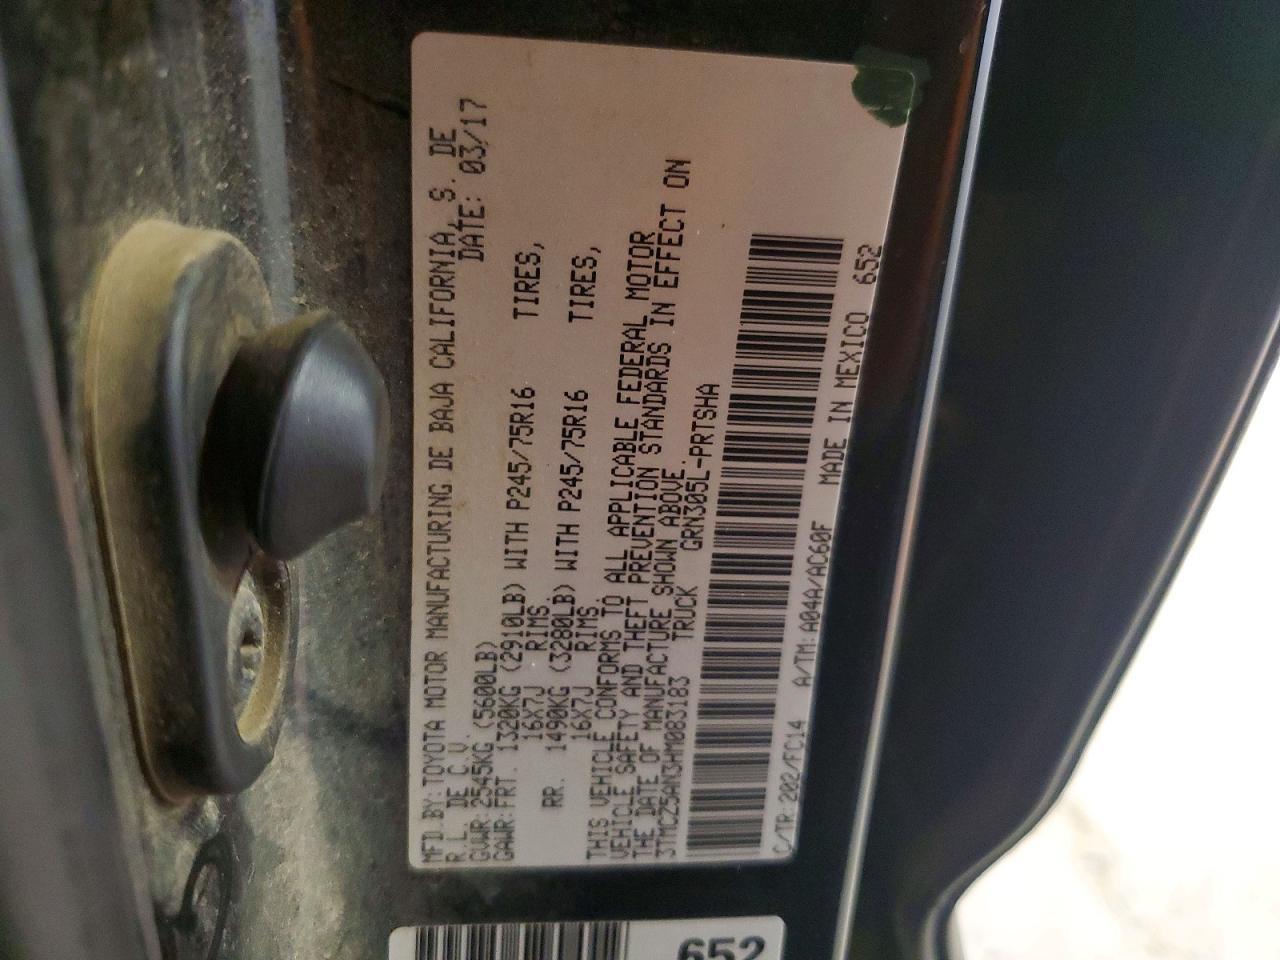 MFD.BY: TOYOTA MOTOR MANUFACTURING DE BAJA CALIFORNIA, S. DE
R.L. DE C.V. DATE: 03/17
GVWR: 2545KG (5600LB)
GAWR: FRT. 1320KG (2910LB) WITH P245/75R16 TIRES,
16X7J RIMS.
RR. 1490KG (3280LB) WITH P245/75R16 TIRES,
16X7J RIMS.
THIS VEHICLE CONFORMS TO ALL APPLICABLE FEDERAL MOTOR
VEHICLE SAFETY AND THEFT PREVENTION STANDARDS IN EFFECT ON
THE DATE OF MANUFACTURE SHOWN ABOVE.
3TMCZ5AN3HM083183 TRUCK GRN305L-PRTSHA
C/TR: 202/FC14 A/TM: A04A/AC60F MADE IN MEXICO 652
652